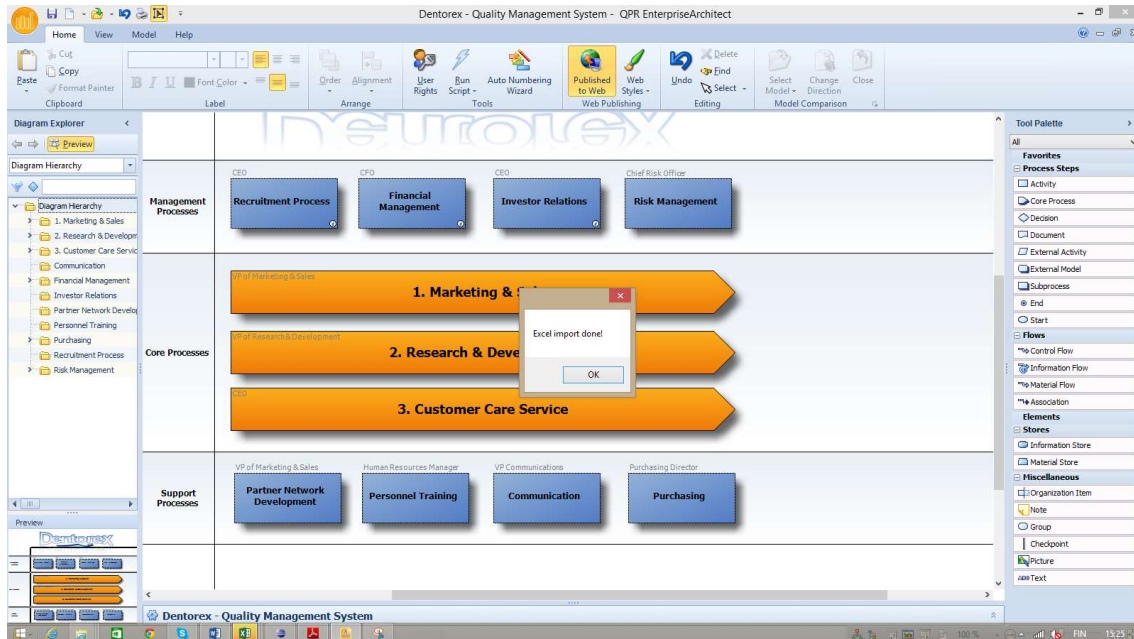 Dentorex - Quality Management System - QPR EnterpriseArchitect
Home View Model Help
Paste
Cut
Copy
Format Painter
Clipboard
B I U Font Color
Label
Order Alignment
Arrange
User Rights
Run Script
Auto Numbering Wizard
Tools
Published to Web
Web Styles
Web Publishing
Undo
Delete
Find
Select
Editing
Select Model
Change Direction
Close
Model Comparison
Diagram Explorer
Preview
Diagram Hierarchy
Diagram Hierarchy
1. Marketing & Sales
2. Research & Developm
3. Customer Care Servic
Communication
Financial Management
Investor Relations
Partner Network Develo
Personnel Training
Purchasing
Recruitment Process
Risk Management
Preview
Dentorex
Management Processes
CEO
Recruitment Process
CFO
Financial Management
CEO
Investor Relations
Chief Risk Officer
Risk Management
Core Processes
VP of Marketing & Sales
1. Marketing &
VP of Research & Development
2. Research & Deve
CEO
3. Customer Care Service
Excel import done!
OK
Support Processes
VP of Marketing & Sales
Partner Network Development
Human Resources Manager
Personnel Training
VP Communications
Communication
Purchasing Director
Purchasing
Dentorex - Quality Management System
Tool Palette
All
Favorites
Process Steps
Activity
Core Process
Decision
Document
External Activity
External Model
Subprocess
End
Start
Flows
Control Flow
Information Flow
Material Flow
Association
Elements
Stores
Information Store
Material Store
Miscellaneous
Organization Item
Note
Group
Checkpoint
Picture
Text
100 %
FIN 15:25